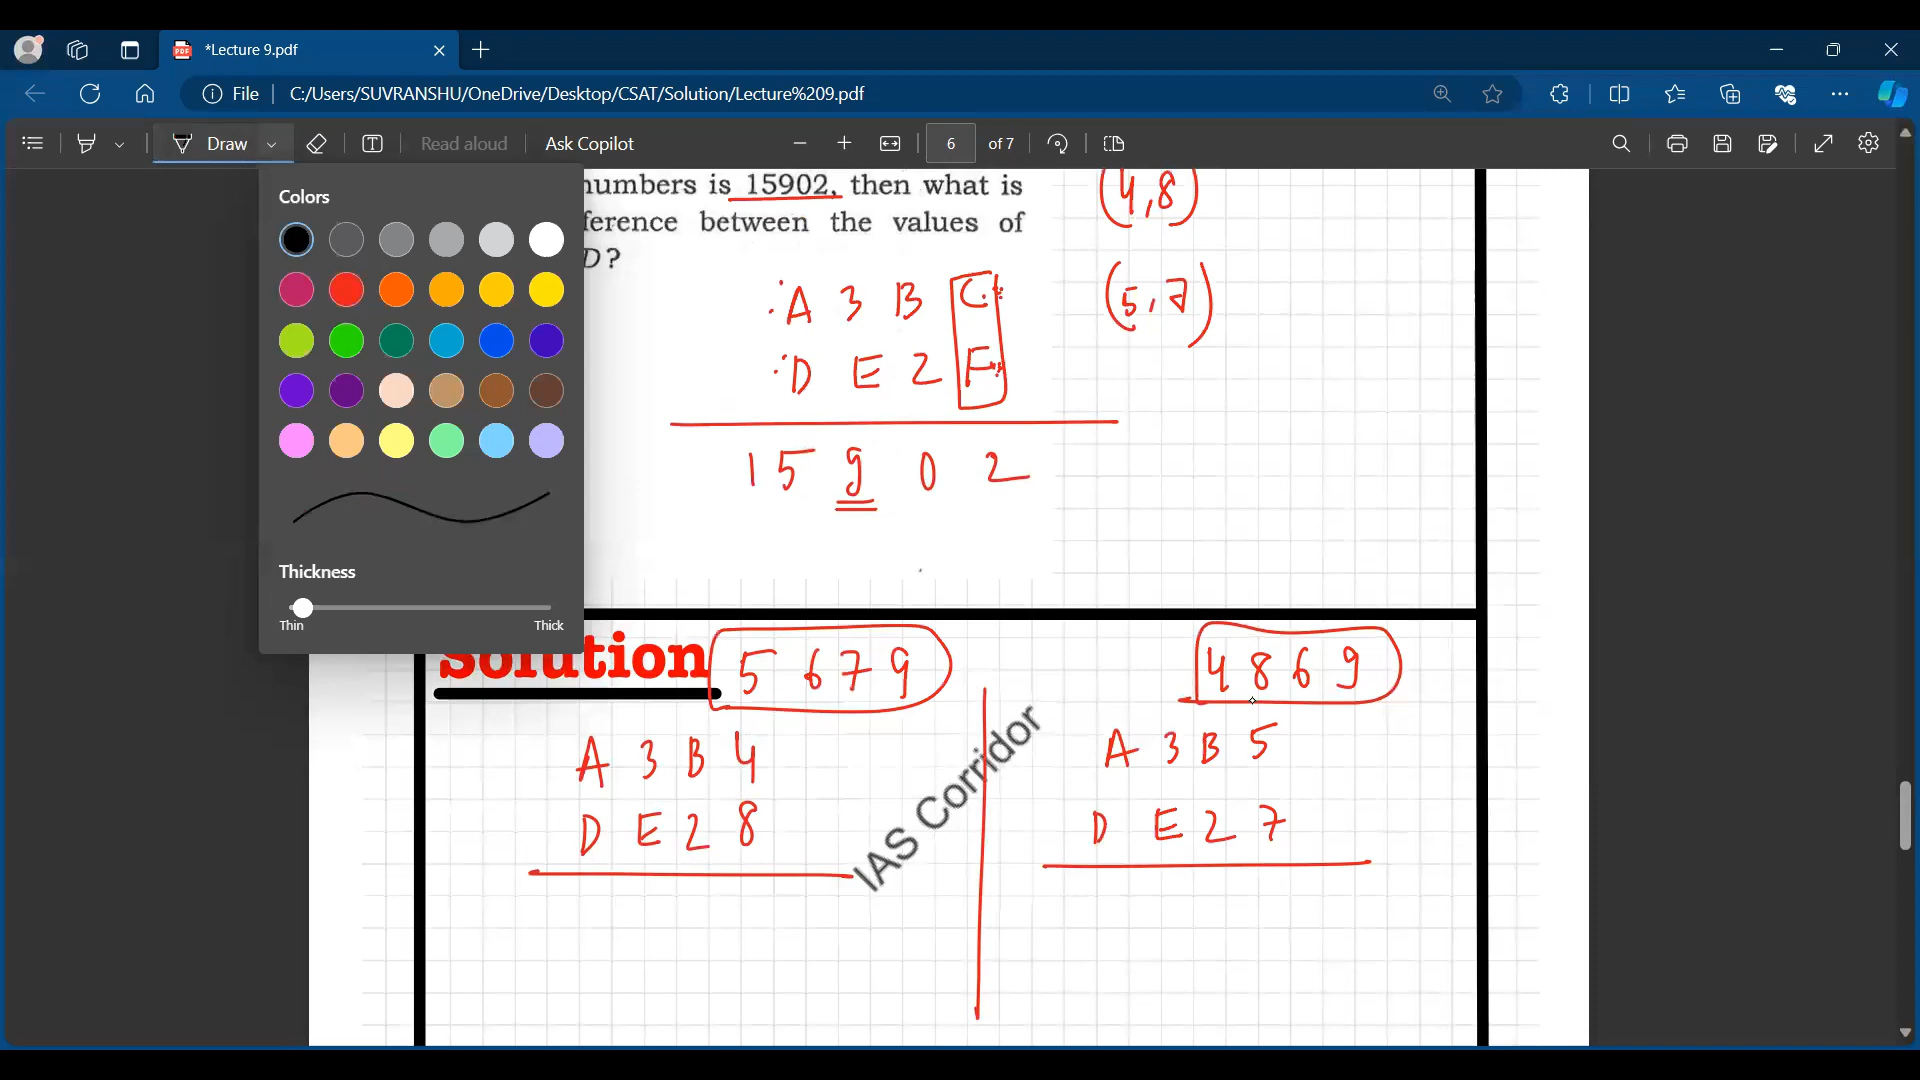 *Lecture 9.pdf
File C:/Users/SUVRANSHU/OneDrive/Desktop/CSAT/Solution/Lecture%209.pdf
Draw Read aloud Ask Copilot 6 of 7
Colors
Thickness
Thin Thick
numbers is 15902, then what is
ference between the values of
D?
(4,8)
(5,7)
A 3 B C
D E 2 F
15 9 0 2
Solution 5 6 7 9
4 8 6 9
A 3 B 4
D E 2 8
A 3 B 5
D E 2 7
IAS Corridor